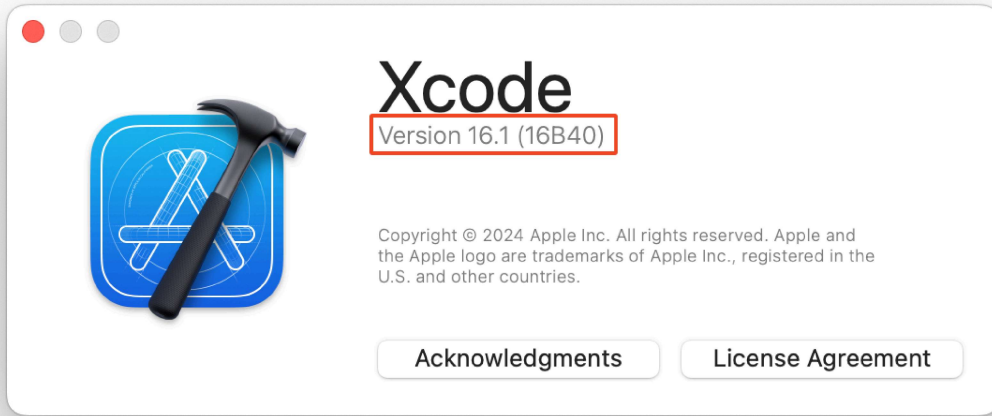 Xcode
Version 16.1 (16B40)
Copyright © 2024 Apple Inc. All rights reserved. Apple and
the Apple logo are trademarks of Apple Inc., registered in the
U.S. and other countries.
Acknowledgments
License Agreement